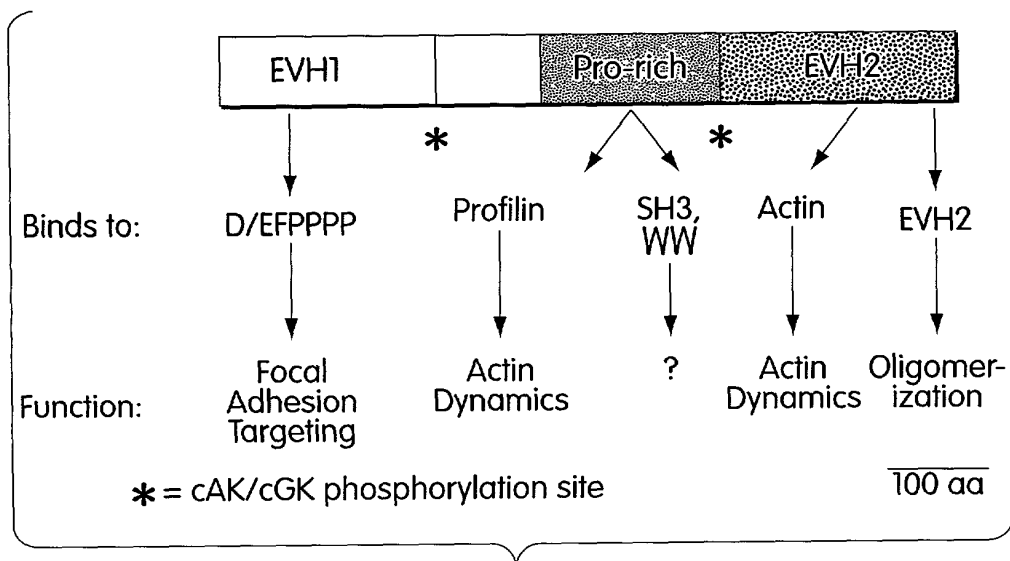 EVH1 Pro-rich EVH2
* *
Binds to: D/EFPPPP Profilin SH3, WW Actin EVH2
Function: Focal Adhesion Targeting Actin Dynamics ? Actin Dynamics Oligomer-ization
* = cAK/cGK phosphorylation site 100 aa